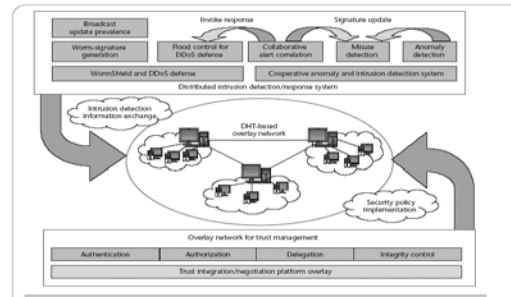 Invoke response
Signature update
Broadcast
update prevalence
Worm-signature
generation
Flood control for
DDoS defense
Collaborative
alert correlation
Misuse
detection
Anomaly
detection
WormShield and DDoS defense
Cooperative anomaly and intrusion detection system
Distributed intrusion detection/response system
Intrusion detection
information exchange
DHT-based
overlay network
Security policy
implementation
Overlay network for trust management
Authentication
Authorization
Delegation
Integrity control
Trust integration/negotiation platform overlay